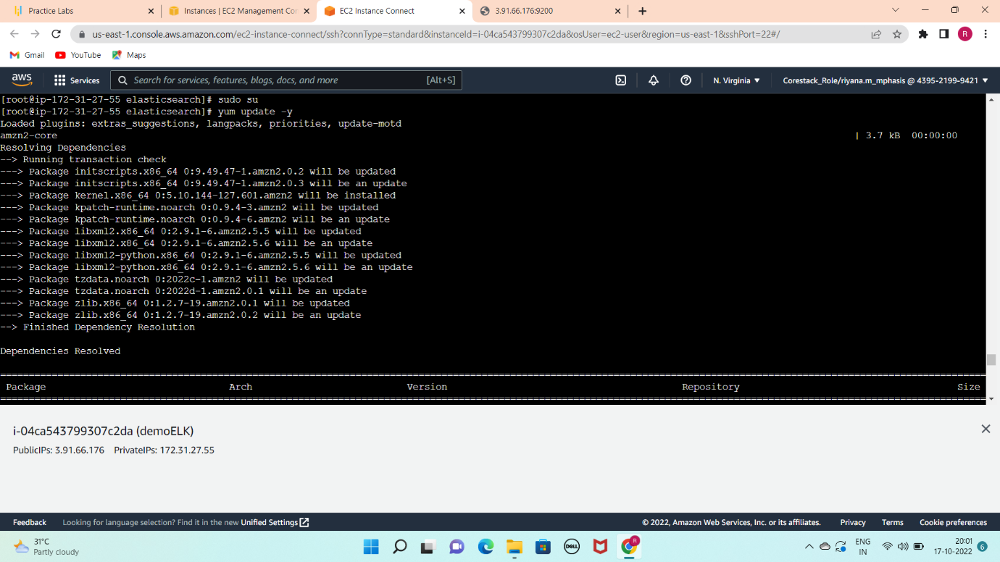 Practice Labs
Instances | EC2 Management Con
EC2 Instance Connect
3.91.66.176:9200
us-east-1.console.aws.amazon.com/ec2-instance-connect/ssh?connType=standard&instanceId=i-04ca543799307c2da&osUser=ec2-user&region=us-east-1&sshPort=22#/
R
Gmail
YouTube
Maps
aws
Services
Search for services, features, blogs, docs, and more
[Alt+S]
N. Virginia ▼
Corestack_Role/riyana.m_mphasis @ 4395-2199-9421 ▼
[root@ip-172-31-27-55 elasticsearch]# sudo su
[root@ip-172-31-27-55 elasticsearch]# yum update -y
Loaded plugins: extras_suggestions, langpacks, priorities, update-motd
amzn2-core | 3.7 kB 00:00:00
Resolving Dependencies
--> Running transaction check
---> Package initscripts.x86_64 0:9.49.47-1.amzn2.0.2 will be updated
---> Package initscripts.x86_64 0:9.49.47-1.amzn2.0.3 will be an update
---> Package kernel.x86_64 0:5.10.144-127.601.amzn2 will be installed
---> Package kpatch-runtime.noarch 0:0.9.4-3.amzn2 will be updated
---> Package kpatch-runtime.noarch 0:0.9.4-6.amzn2 will be an update
---> Package libxml2.x86_64 0:2.9.1-6.amzn2.5.5 will be updated
---> Package libxml2.x86_64 0:2.9.1-6.amzn2.5.6 will be an update
---> Package libxml2-python.x86_64 0:2.9.1-6.amzn2.5.5 will be updated
---> Package libxml2-python.x86_64 0:2.9.1-6.amzn2.5.6 will be an update
---> Package tzdata.noarch 0:2022c-1.amzn2 will be updated
---> Package tzdata.noarch 0:2022d-1.amzn2.0.1 will be an update
---> Package zlib.x86_64 0:1.2.7-19.amzn2.0.1 will be updated
---> Package zlib.x86_64 0:1.2.7-19.amzn2.0.2 will be an update
--> Finished Dependency Resolution
Dependencies Resolved
Package Arch Version Repository Size
i-04ca543799307c2da (demoELK)
PublicIPs: 3.91.66.176 PrivateIPs: 172.31.27.55
Feedback Looking for language selection? Find it in the new Unified Settings
© 2022, Amazon Web Services, Inc. or its affiliates. Privacy Terms Cookie preferences
31°C
Partly cloudy
DELL
R
ENG
IN
20:01
17-10-2022
6